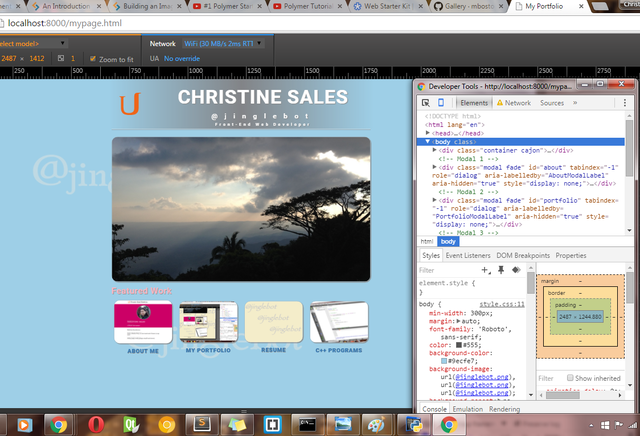 An Introduction
Building an Ima
#1 Polymer Star
Polymer Tutoria
Web Starter Kit
Gallery · mbosto
My Portfolio
Christ
localhost:8000/mypage.html
elect model>
Network
WiFi (30 MB/s 2ms RTT
2487 × 1412
1
Zoom to fit
UA No override
250 500 750 1000 1250 1500 1750 2000 2250 2500 2750
CHRISTINE SALES
@jinglebot
Front-End Web Developer
@jing
Featured Work
ABOUT ME
MY PORTFOLIO
RESUME
C++ PROGRAMS
Developer Tools - http://localhost:8000/mypa...
Elements
Network
Sources
»
<!DOCTYPE html>
<html lang="en">
<head>…</head>
<body class>
<div class="container cajon">…</div>
<!-- Modal 1 -->
<div class="modal fade" id="about" tabindex="-1"
role="dialog" aria-labelledby="AboutModalLabel"
aria-hidden="true" style="display: none;">…</div>
<!-- Modal 2 -->
<div class="modal fade" id="portfolio" tabindex=
"-1" role="dialog" aria-labelledby=
"PortfolioModalLabel" aria-hidden="true" style=
"display: none;">…</div>
<!-- Modal 3 -->
html body
Styles Event Listeners DOM Breakpoints Properties
Filter
element.style {
}
body { style.css:11
min-width: 300px;
margin: auto;
font-family: 'Roboto',
sans-serif;
color: #555;
background-color:
#9ecfe7;
background-image:
url(@jinglebot.png),
url(@jinglebot.png),
url(@jinglebot.png),
margin
border
padding
2487 × 1244.880
Filter
Show inherited
Console Emulation Rendering